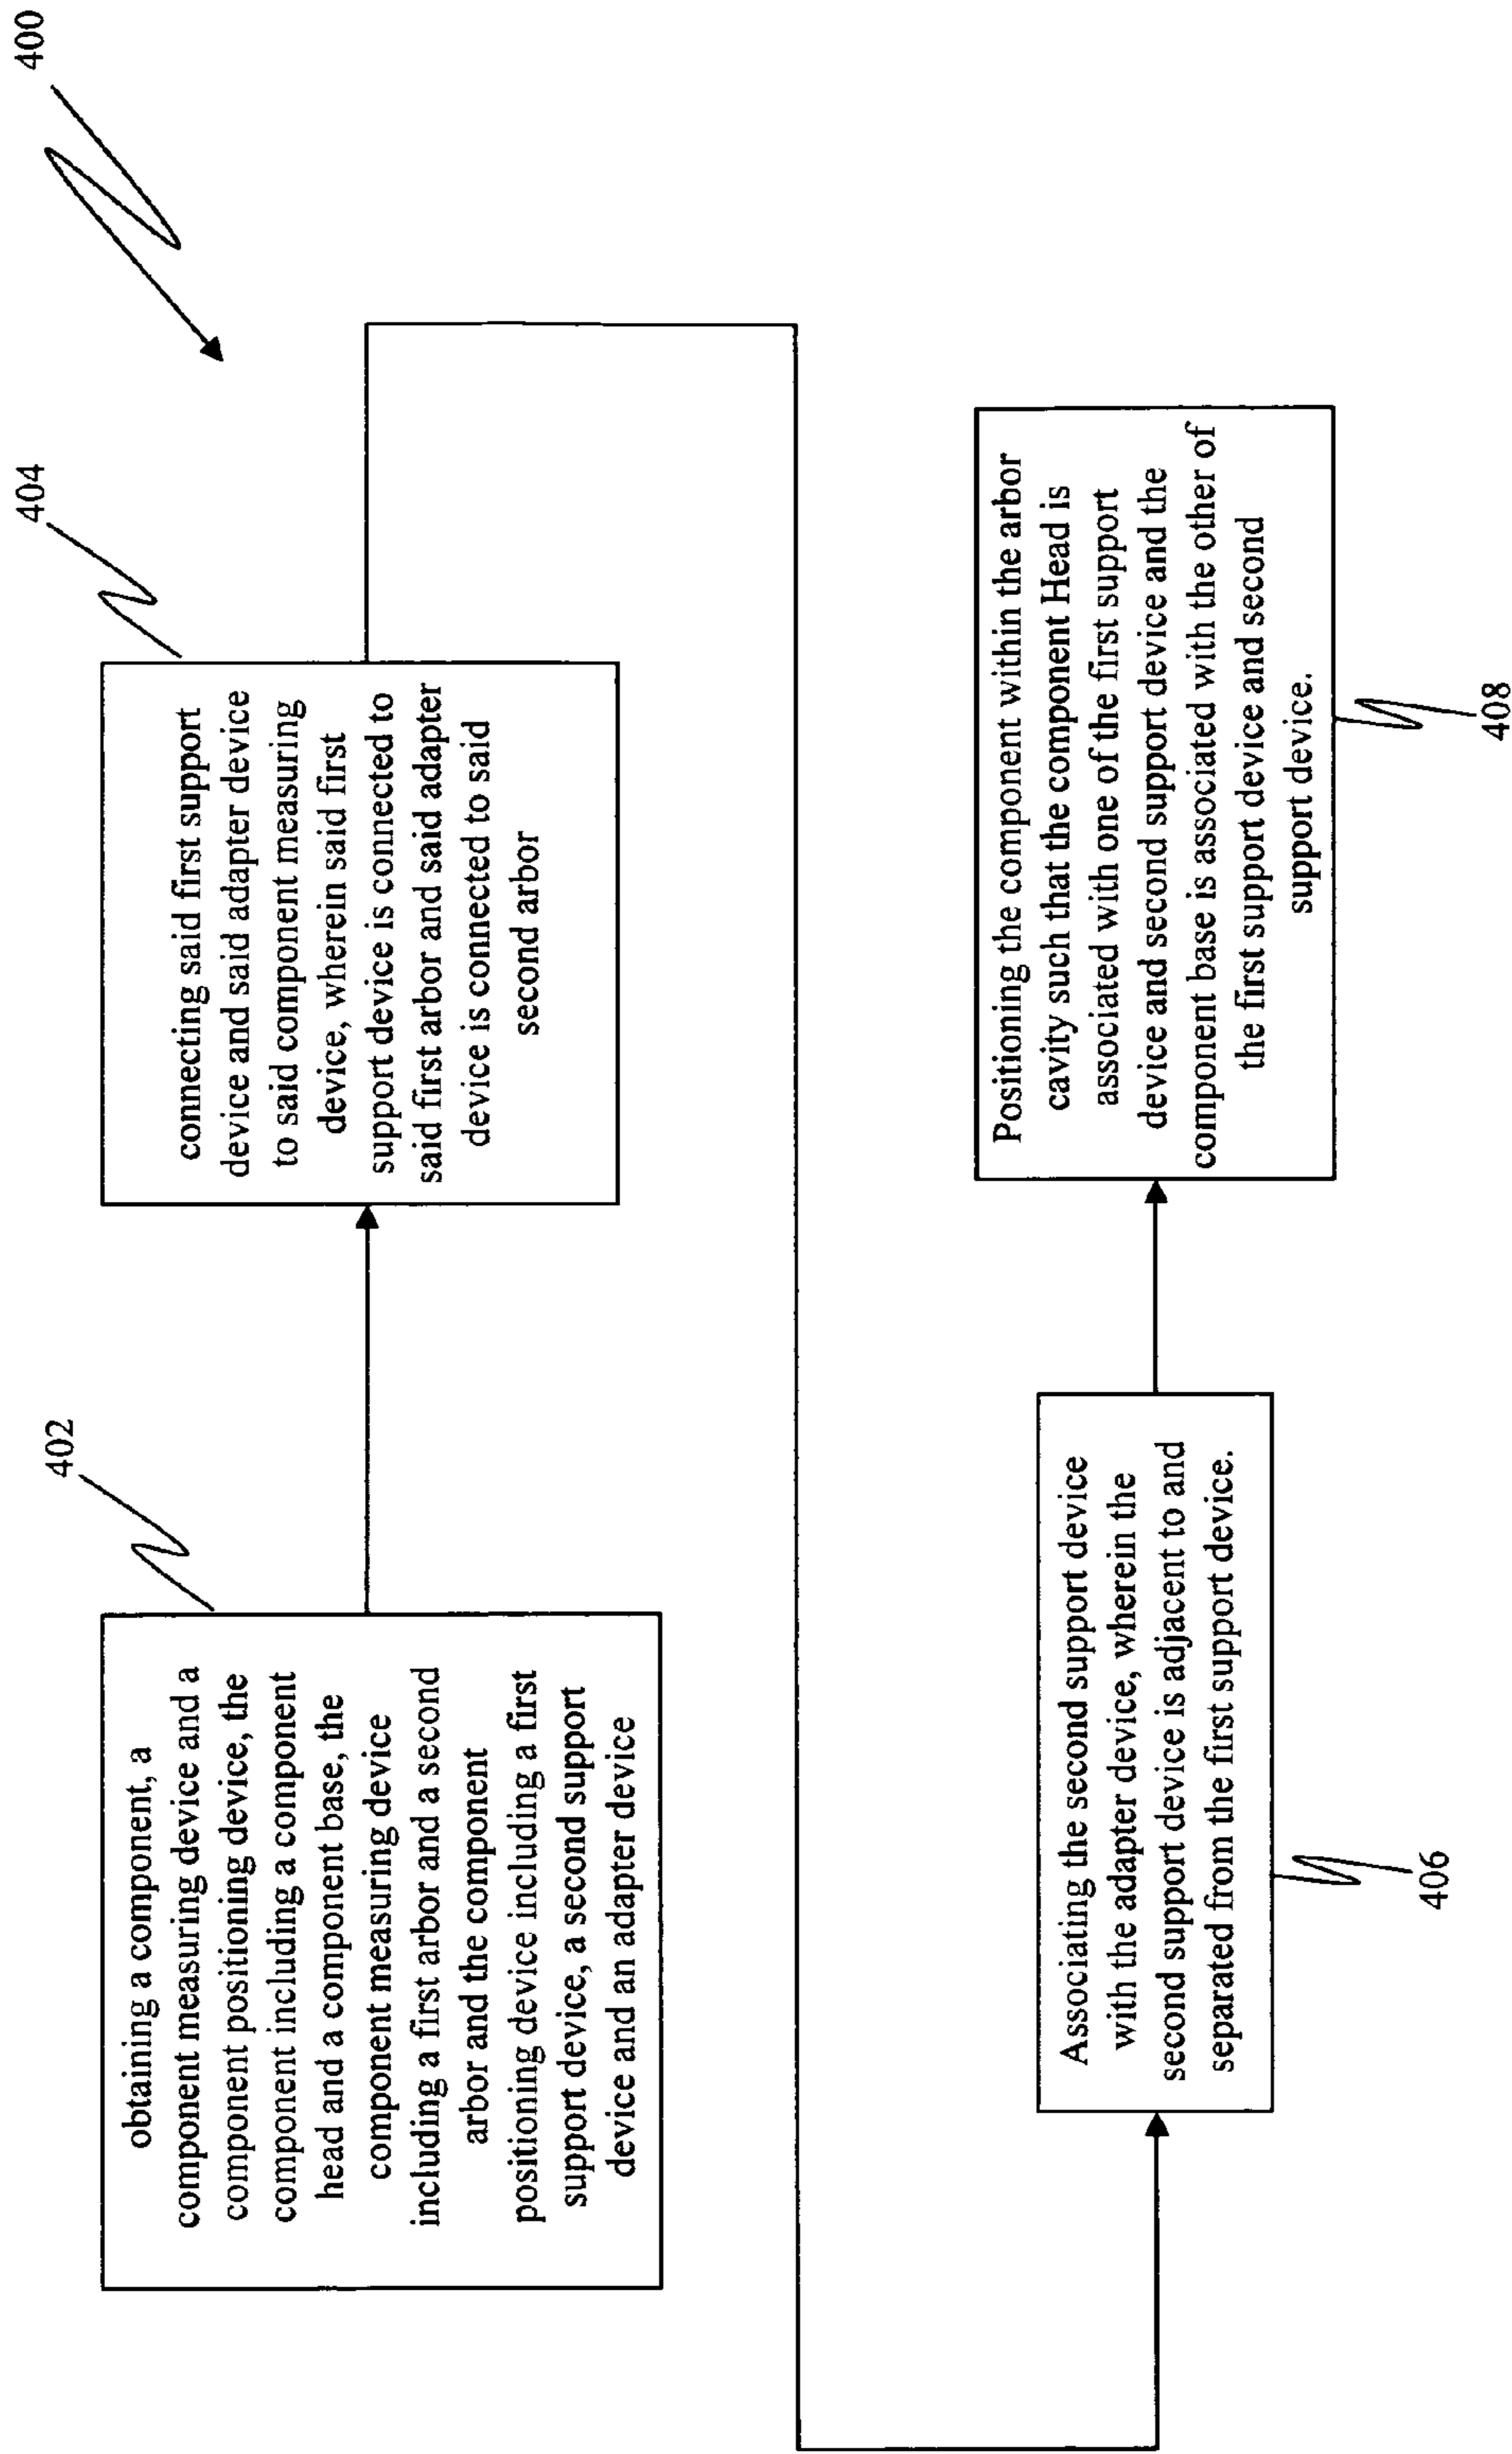 400
402
obtaining a component, a
component measuring device and a
component positioning device, the
component including a component
head and a component base, the
component measuring device
including a first arbor and a second
arbor and the component
positioning device including a first
support device, a second support
device and an adapter device
404
connecting said first support
device and said adapter device
to said component measuring
device, wherein said first
support device is connected to
said first arbor and said adapter
device is connected to said
second arbor
Associating the second support device
with the adapter device, wherein the
second support device is adjacent to and
separated from the first support device.
406
Positioning the component within the arbor
cavity such that the component Head is
associated with one of the first support
device and second support device and the
component base is associated with the other of
the first support device and second
support device.
408